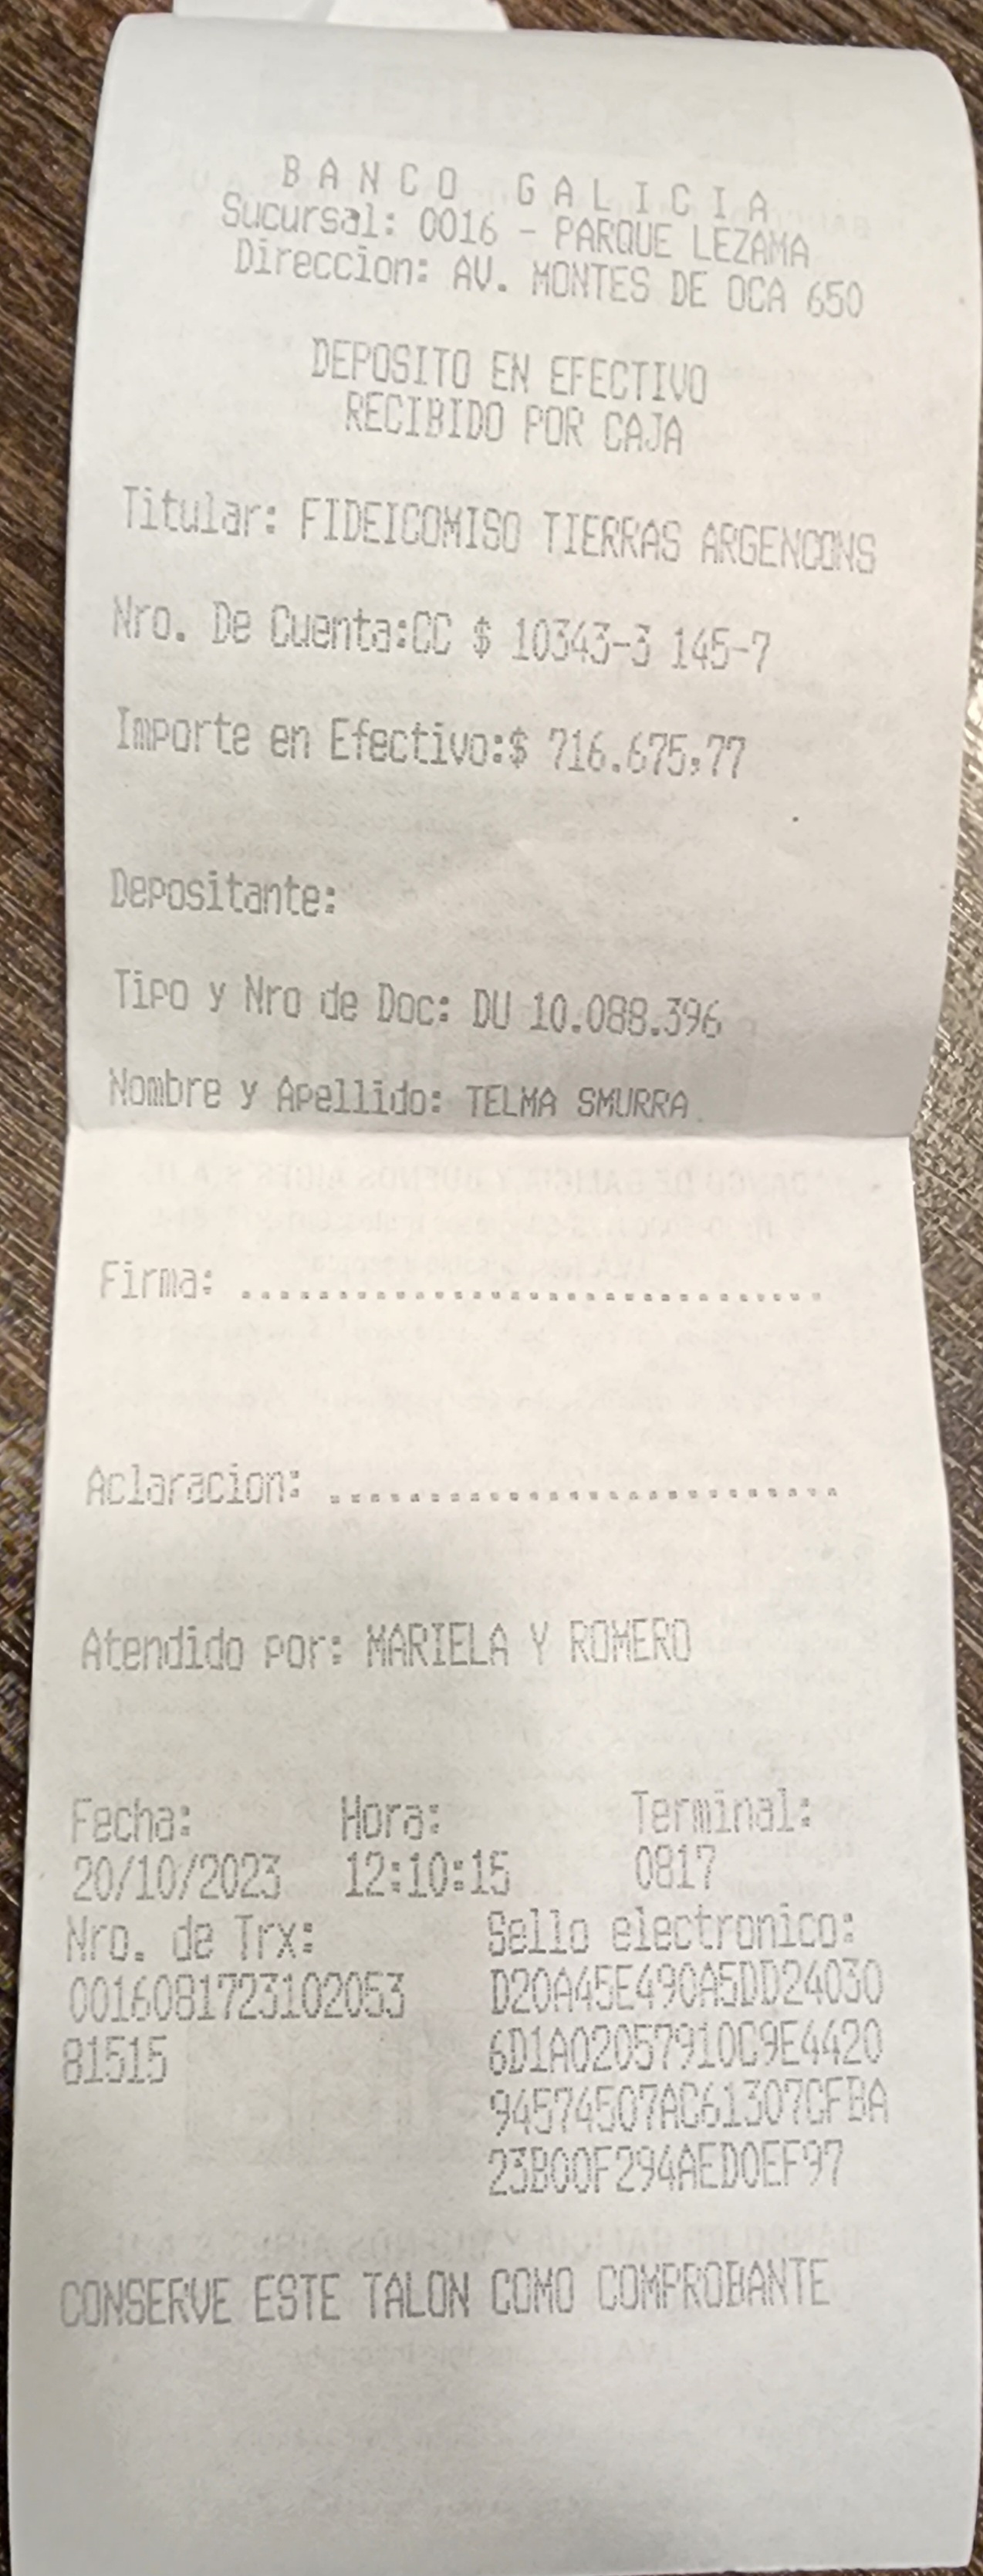 BANCO GALICIA
Sucursal: 0016 - PARQUE LEZAMA
Direccion: AV. MONTES DE OCA 650
DEPOSITO EN EFECTIVO
RECIBIDO POR CAJA
Titular: FIDEICOMISO TIERRAS ARGENCONS
Nro. De Cuenta:CC $ 10343-3 145-7
Importe en Efectivo:$ 716.675,77
Depositante:
Tipo y Nro de Doc: DU 10.088.396
Nombre y Apellido: TELMA SMURRA
Firma: ..............................
Aclaracion: ..........................
Atendido por: MARIELA Y ROMERO
Fecha: Hora: Terminal:
20/10/2023 12:10:15 0817
Nro. de Trx: Sello electronico:
0016081723102053 D20A45E490A5DD24030
81515 6D1A02057910C9E4420
94574507AC61307CFBA
23B00F294AED0EF97
CONSERVE ESTE TALON COMO COMPROBANTE